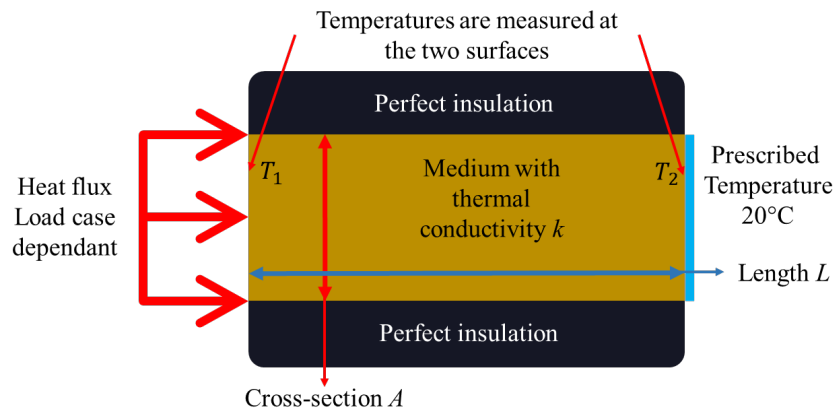 Temperatures are measured at
the two surfaces
Perfect insulation
T₁
Medium with
thermal
conductivity k
T₂
Heat flux
Load case
dependant
Prescribed
Temperature
20°C
Length L
Perfect insulation
Cross-section A